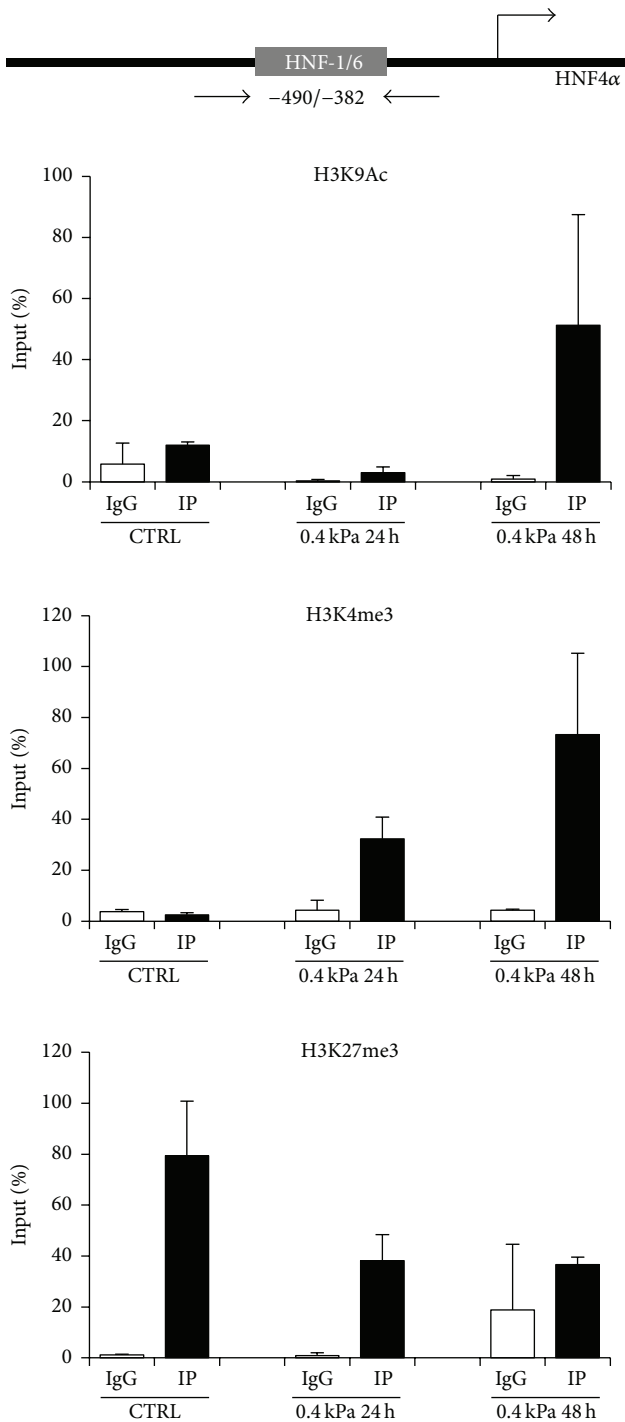 HNF-1/6
HNF4α
−490/−382
H3K9Ac
100
80
60
40
20
0
Input (%)
IgG IP IgG IP IgG IP
CTRL 0.4 kPa 24 h 0.4 kPa 48 h
H3K4me3
120
100
80
60
40
20
0
Input (%)
IgG IP IgG IP IgG IP
CTRL 0.4 kPa 24 h 0.4 kPa 48 h
H3K27me3
120
100
80
60
40
20
0
Input (%)
IgG IP IgG IP IgG IP
CTRL 0.4 kPa 24 h 0.4 kPa 48 h